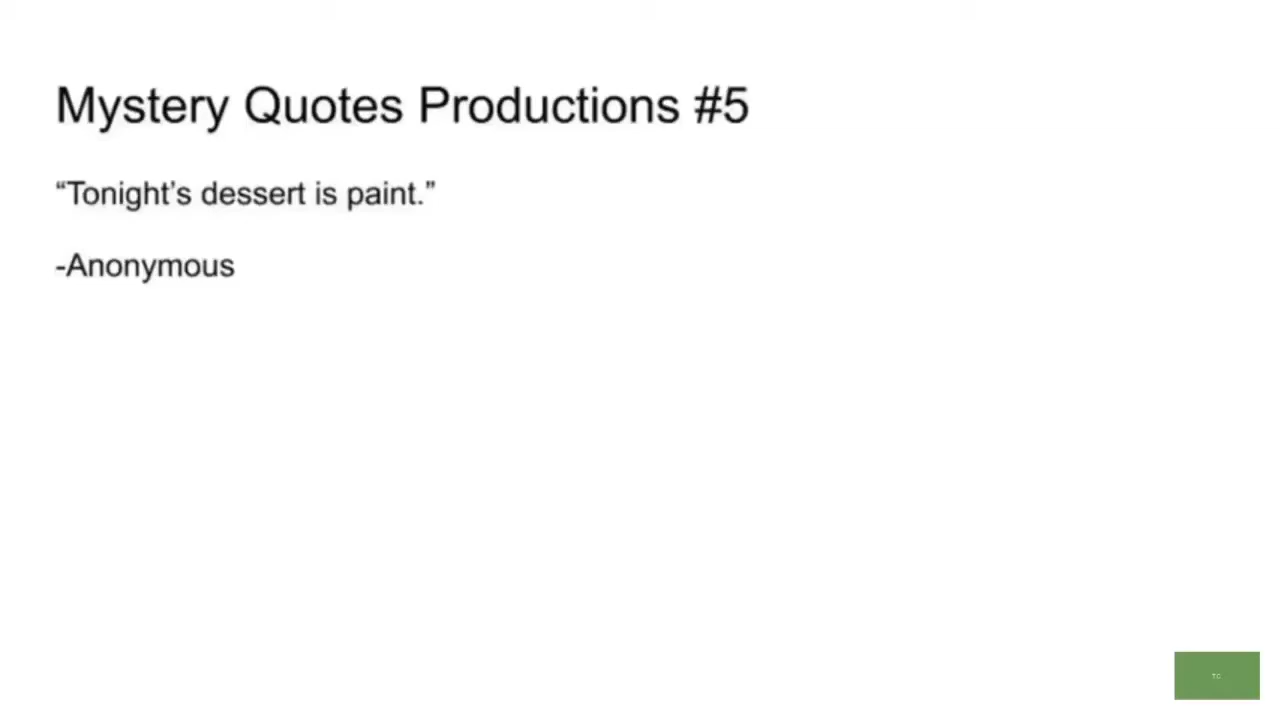 Mystery Quotes Productions #5
“Tonight’s dessert is paint.”
-Anonymous